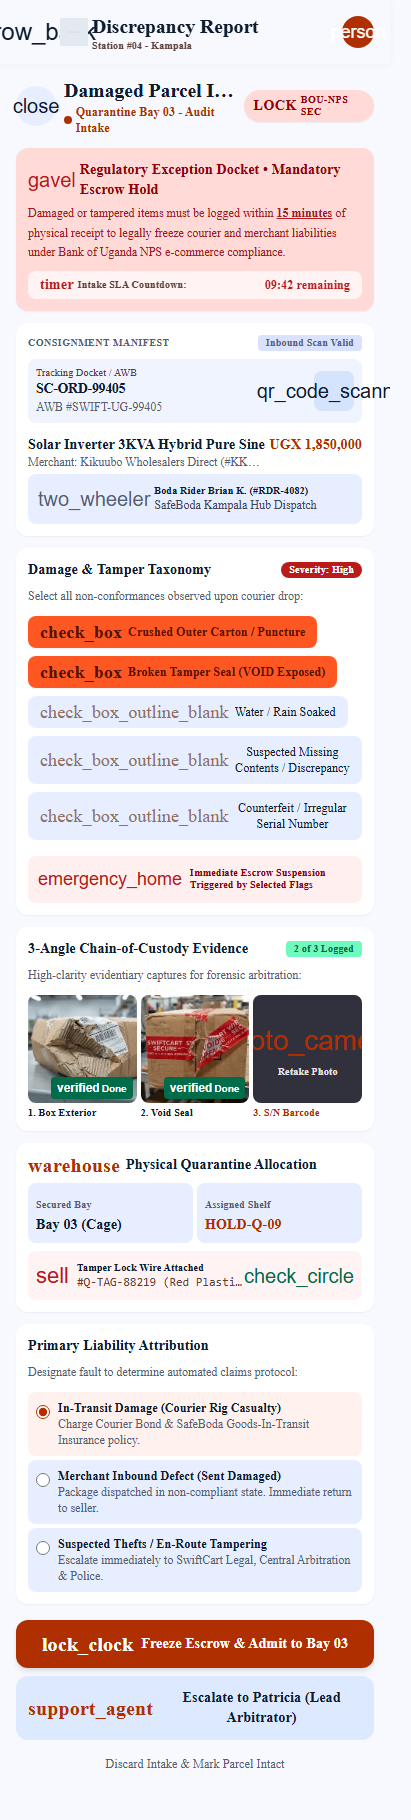 row_back
Discrepancy Report
Station #04 - Kampala
person
close
Damaged Parcel I…
Quarantine Bay 03 - Audit
Intake
LOCK
BOU-NPS
SEC
gavel
Regulatory Exception Docket • Mandatory
Escrow Hold
Damaged or tampered items must be logged within 15 minutes of
physical receipt to legally freeze courier and merchant liabilities
under Bank of Uganda NPS e-commerce compliance.
timer
Intake SLA Countdown:
09:42 remaining
CONSIGNMENT MANIFEST
Inbound Scan Valid
Tracking Docket / AWB
SC-ORD-99405
AWB #SWIFT-UG-99405
qr_code_scann
Solar Inverter 3KVA Hybrid Pure Sine
UGX 1,850,000
Merchant: Kikuubo Wholesalers Direct (#KK…
two_wheeler
Boda Rider Brian K. (#RDR-4082)
SafeBoda Kampala Hub Dispatch
Damage & Tamper Taxonomy
Severity: High
Select all non-conformances observed upon courier drop:
check_box Crushed Outer Carton / Puncture
check_box Broken Tamper Seal (VOID Exposed)
check_box_outline_blank Water / Rain Soaked
check_box_outline_blank
Suspected Missing
Contents / Discrepancy
check_box_outline_blank
Counterfeit / Irregular
Serial Number
emergency_home
Immediate Escrow Suspension
Triggered by Selected Flags
3-Angle Chain-of-Custody Evidence
2 of 3 Logged
High-clarity evidentiary captures for forensic arbitration:
SWIFTCART
SECURE
verified Done
verified Done
oto_came
Retake Photo
1. Box Exterior
2. Void Seal
3. S/N Barcode
warehouse Physical Quarantine Allocation
Secured Bay
Bay 03 (Cage)
Assigned Shelf
HOLD-Q-09
sell
Tamper Lock Wire Attached
#Q-TAG-88219 (Red Plasti…
check_circle
Primary Liability Attribution
Designate fault to determine automated claims protocol:
In-Transit Damage (Courier Rig Casualty)
Charge Courier Bond & SafeBoda Goods-In-Transit
Insurance policy.
Merchant Inbound Defect (Sent Damaged)
Package dispatched in non-compliant state. Immediate return
to seller.
Suspected Thefts / En-Route Tampering
Escalate immediately to SwiftCart Legal, Central Arbitration
& Police.
lock_clock Freeze Escrow & Admit to Bay 03
support_agent
Escalate to Patricia (Lead
Arbitrator)
Discard Intake & Mark Parcel Intact